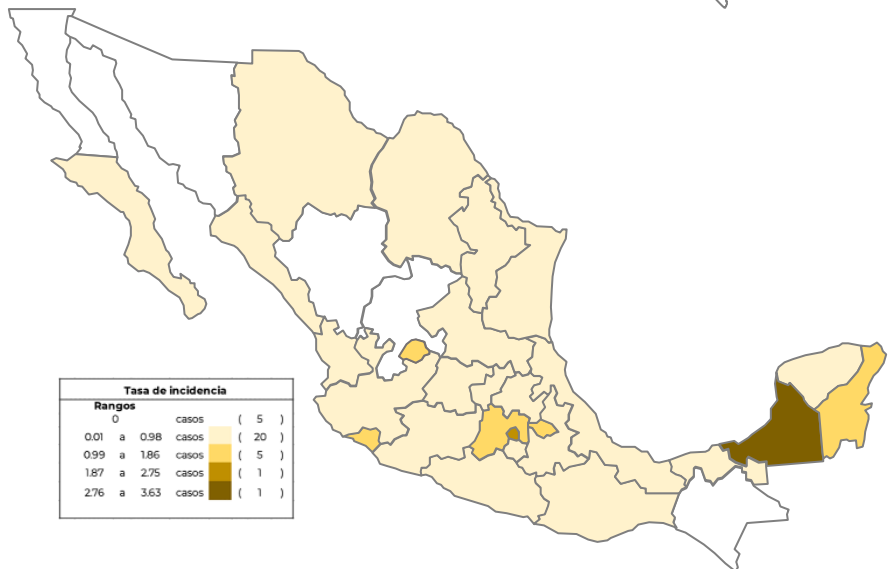 Tasa de incidencia
Rangos
0 casos ( 5 )
0.01 a 0.98 casos ( 20 )
0.99 a 1.86 casos ( 5 )
1.87 a 2.75 casos ( 1 )
2.76 a 3.63 casos ( 1 )